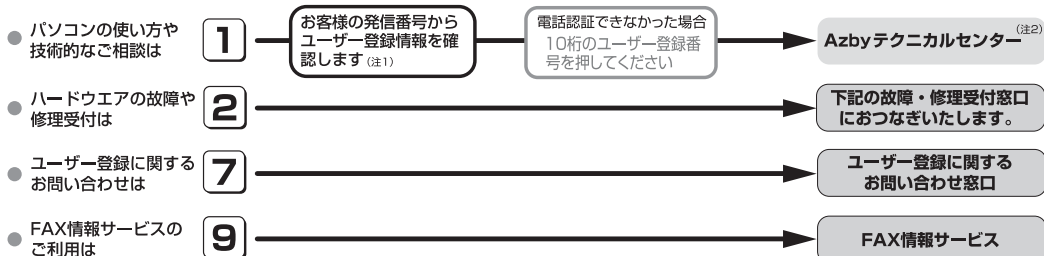 ● パソコンの使い方や
技術的なご相談は
1
お客様の発信番号から
ユーザー登録情報を確
認します(注1)
電話認証できなかった場合
10桁のユーザー登録番
号を押してください
Azbyテクニカルセンター(注2)
● ハードウエアの故障や
修理受付は
2
下記の故障・修理受付窓口
におつなぎいたします。
● ユーザー登録に関する
お問い合わせは
7
ユーザー登録に関する
お問い合わせ窓口
● FAX情報サービスの
ご利用は
9
FAX情報サービス